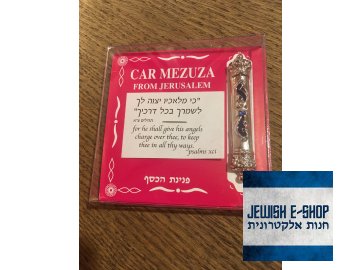 CAR MEZUZA
FROM JERUSALEM
"כי מלאכיו יצוה לך
לשמרך בכל דרכיך"
תהלים צ"א
for he shall give his angels
charge over thee, to keep
thee in all thy ways.
"psalms xci
פנינת הכסף
JEWISH E-SHOP
חנות אלקטרונית